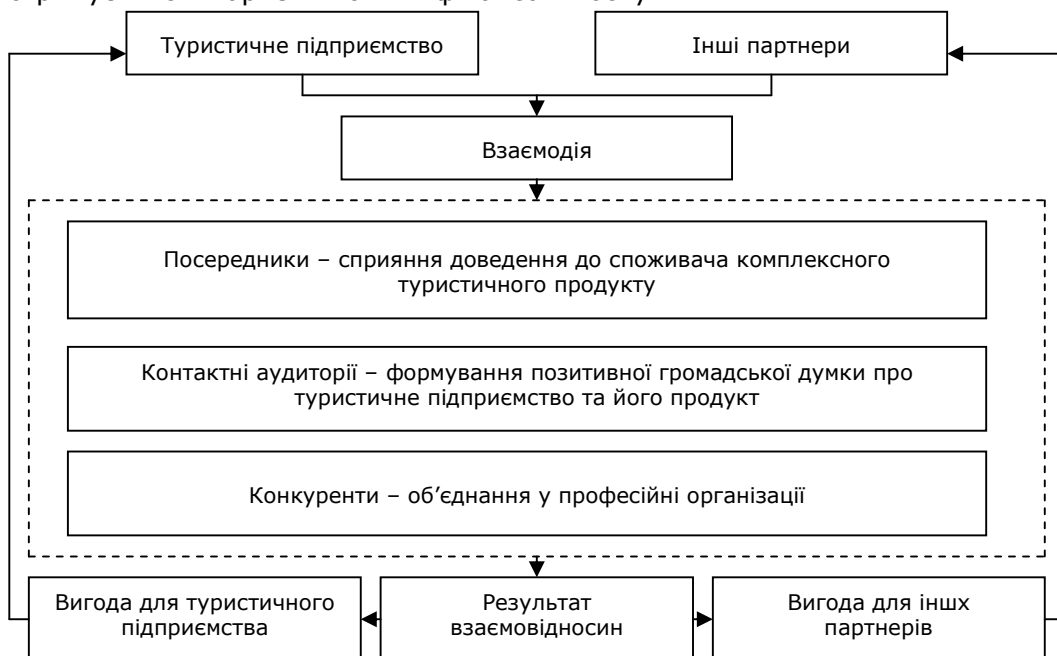 Туристичне підприємство
Інші партнери
Взаємодія
Посередники – сприяння доведення до споживача комплексного
туристичного продукту
Контактні аудиторії – формування позитивної громадської думки про
туристичне підприємство та його продукт
Конкуренти – об’єднання у професійні організації
Вигода для туристичного
підприємства
Результат
взаємовідносин
Вигода для іншх
партнерів